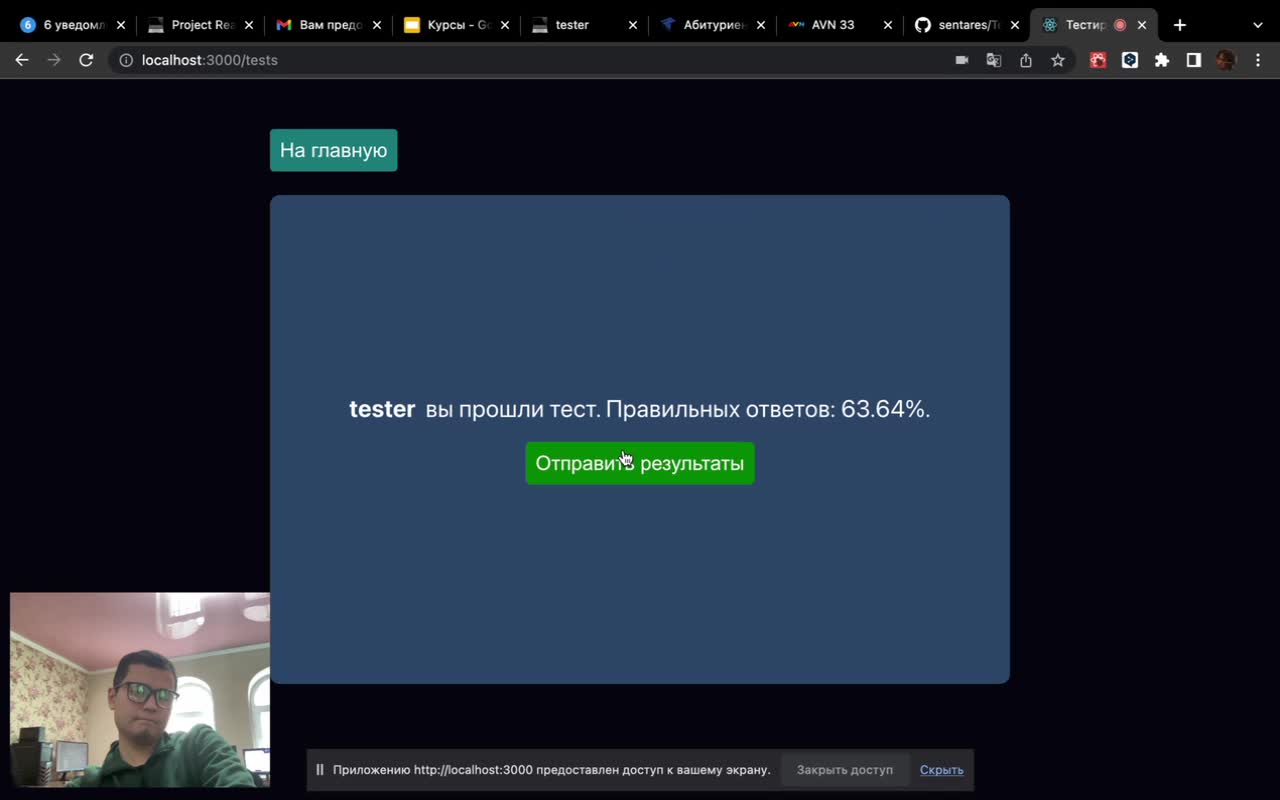 6 уведомл
Project Rea
Вам предо
Курсы - Go
tester
Абитуриен
AVN 33
sentares/Te
Тестир
localhost:3000/tests
На главную
tester вы прошли тест. Правильных ответов: 63.64%.
Отправить результаты
Приложению http://localhost:3000 предоставлен доступ к вашему экрану.
Закрыть доступ
Скрыть